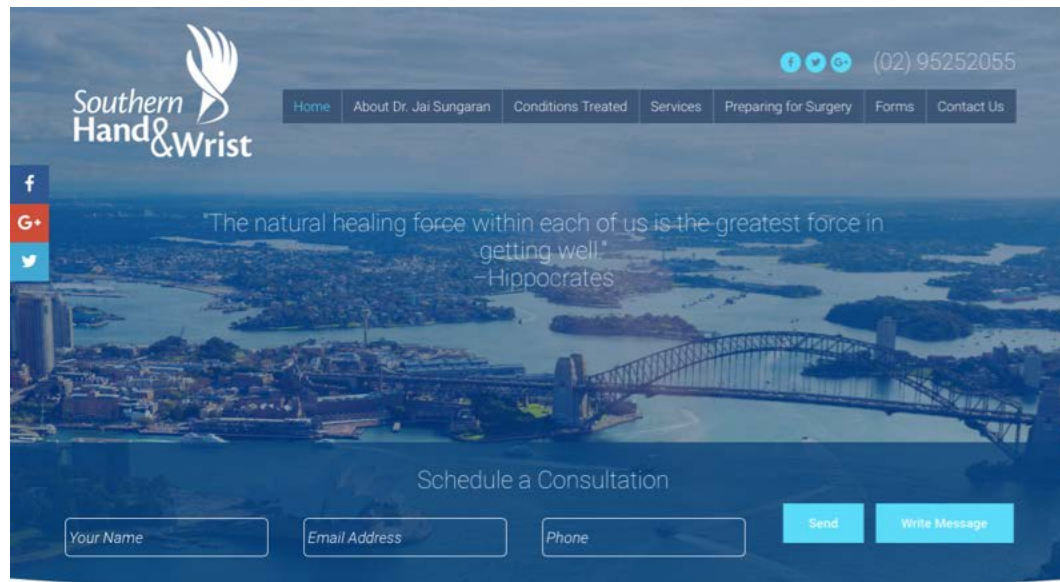 (02) 95252055
Southern
Hand
&Wrist
Home About Dr. Jai Sungaran Conditions Treated Services Preparing for Surgery Forms Contact Us
f
G+
"The natural healing force within each of us is the greatest force in
getting well."
–Hippocrates
Schedule a Consultation
Your Name Email Address Phone Send Write Message